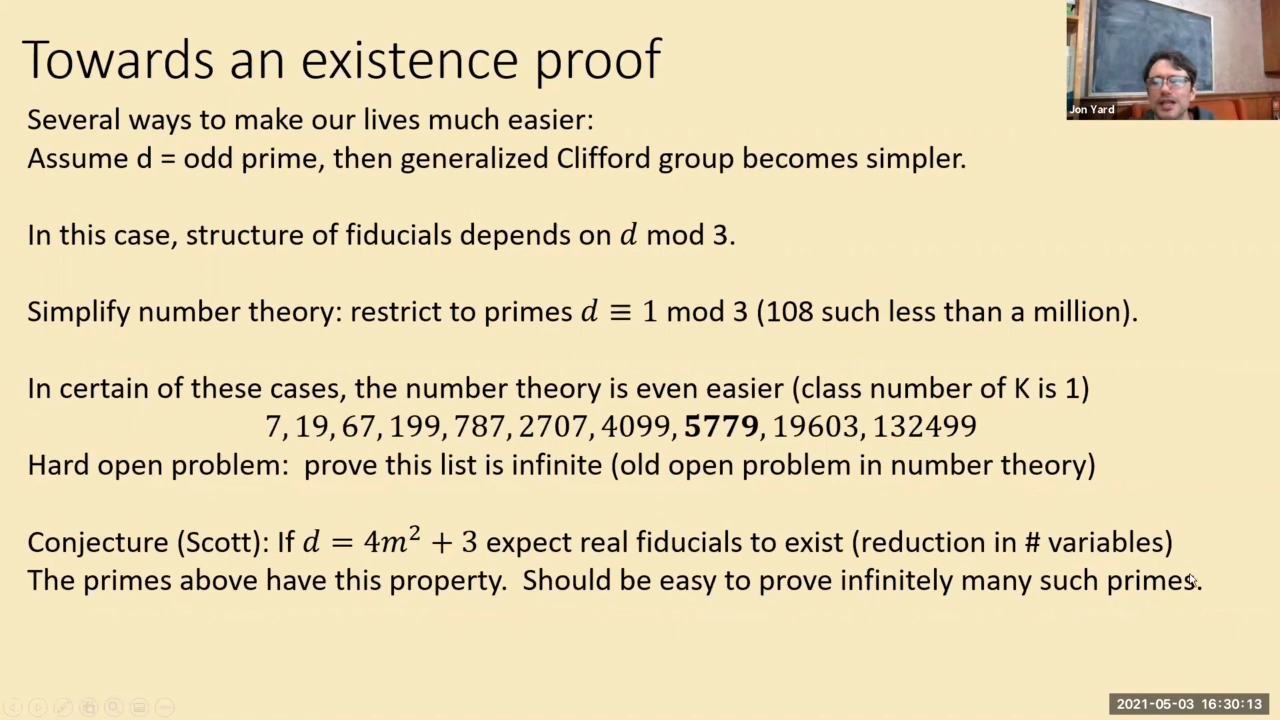 Towards an existence proof
Jon Yard
Several ways to make our lives much easier:
Assume d = odd prime, then generalized Clifford group becomes simpler.
In this case, structure of fiducials depends on d mod 3.
Simplify number theory: restrict to primes d ≡ 1 mod 3 (108 such less than a million).
In certain of these cases, the number theory is even easier (class number of K is 1)
7, 19, 67, 199, 787, 2707, 4099, 5779, 19603, 132499
Hard open problem: prove this list is infinite (old open problem in number theory)
Conjecture (Scott): If d = 4m² + 3 expect real fiducials to exist (reduction in # variables)
The primes above have this property. Should be easy to prove infinitely many such primes.
2021-05-03 16:30:13